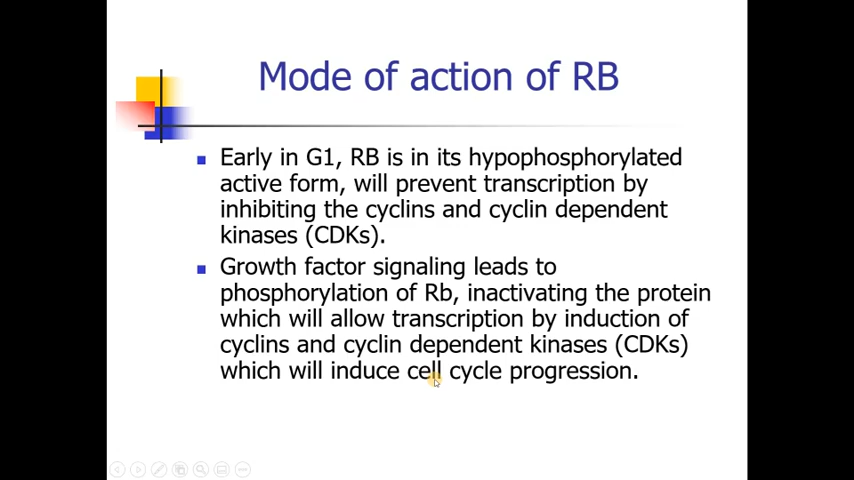 Mode of action of RB
Early in G1, RB is in its hypophosphorylated
active form, will prevent transcription by
inhibiting the cyclins and cyclin dependent
kinases (CDKs).
Growth factor signaling leads to
phosphorylation of Rb, inactivating the protein
which will allow transcription by induction of
cyclins and cyclin dependent kinases (CDKs)
which will induce cell cycle progression.